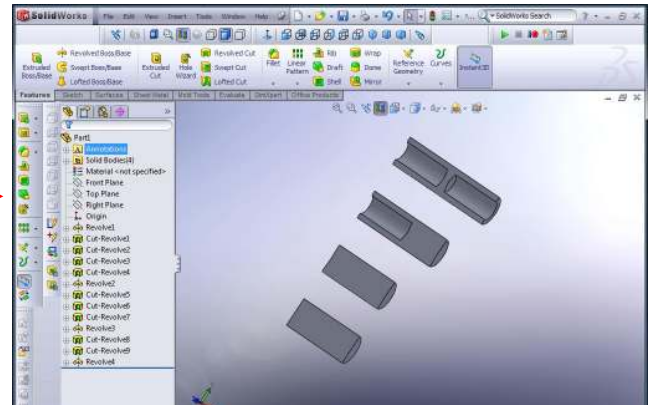 SolidWorks File Edit View Insert Tools Window Help SolidWorks Search
Extruded Boss/Base
Revolved Boss/Base
Swept Boss/Base
Lofted Boss/Base
Extruded Cut
Hole Wizard
Revolved Cut
Swept Cut
Lofted Cut
Fillet
Linear Pattern
Rib
Draft
Shell
Wrap
Dome
Mirror
Reference Geometry
Curves
Instant3D
Features Sketch Surfaces Sheet Metal Mold Tools Evaluate DimXpert Office Products
Part1
Annotations
Solid Bodies(4)
Material <not specified>
Front Plane
Top Plane
Right Plane
Origin
Revolve1
Cut-Revolve1
Cut-Revolve2
Cut-Revolve3
Cut-Revolve4
Revolve2
Cut-Revolve5
Cut-Revolve6
Cut-Revolve7
Revolve3
Cut-Revolve8
Cut-Revolve9
Revolve4